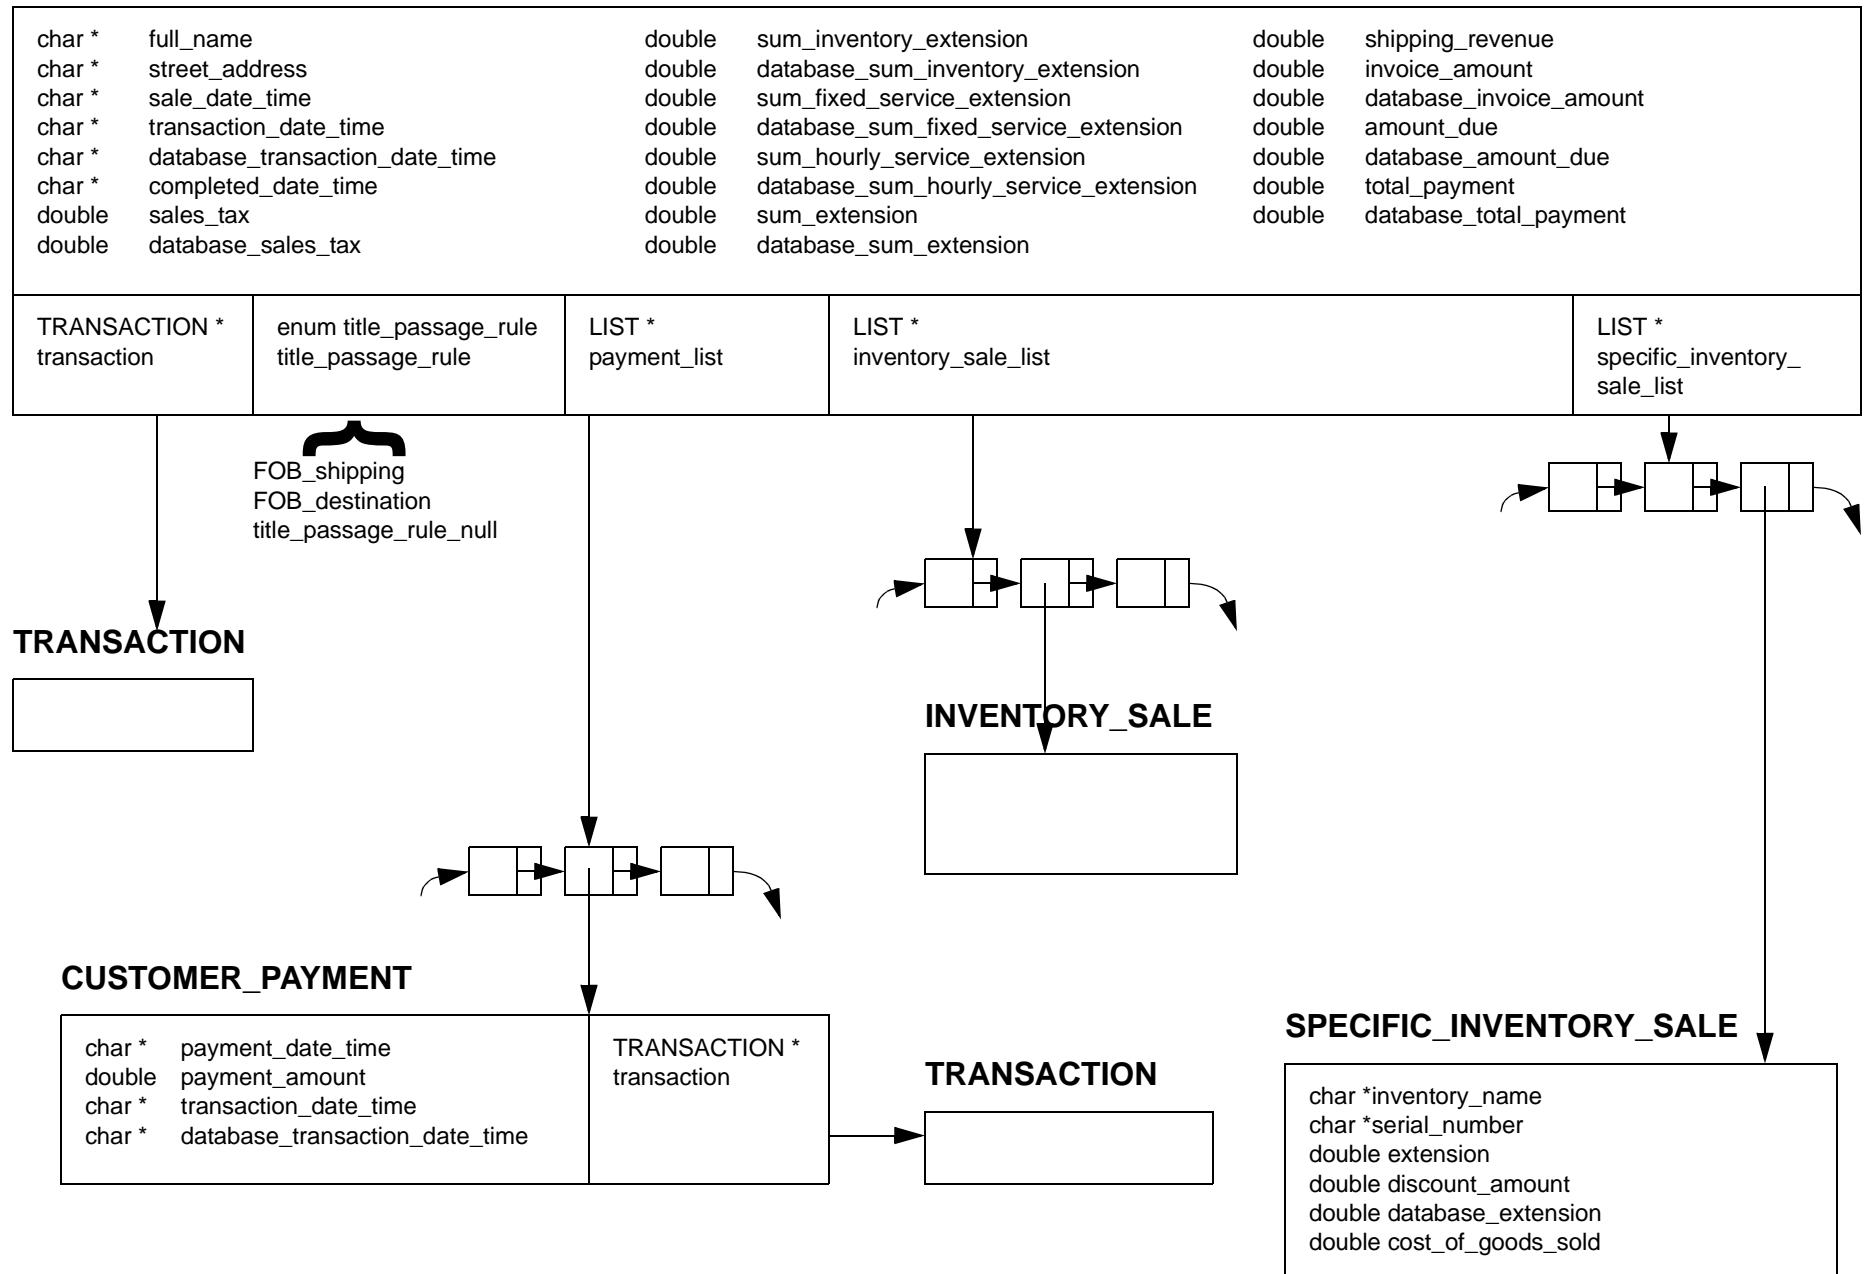 char * full_name
char * street_address
char * sale_date_time
char * transaction_date_time
char * database_transaction_date_time
char * completed_date_time
double sales_tax
double database_sales_tax
double sum_inventory_extension
double database_sum_inventory_extension
double sum_fixed_service_extension
double database_sum_fixed_service_extension
double sum_hourly_service_extension
double database_sum_hourly_service_extension
double sum_extension
double database_sum_extension
double shipping_revenue
double invoice_amount
double database_invoice_amount
double amount_due
double database_amount_due
double total_payment
double database_total_payment
TRANSACTION *
transaction
enum title_passage_rule
title_passage_rule
LIST *
payment_list
LIST *
inventory_sale_list
LIST *
specific_inventory_
sale_list
FOB_shipping
FOB_destination
title_passage_rule_null
TRANSACTION
INVENTORY_SALE
CUSTOMER_PAYMENT
char * payment_date_time
double payment_amount
char * transaction_date_time
char * database_transaction_date_time
TRANSACTION *
transaction
TRANSACTION
SPECIFIC_INVENTORY_SALE
char *inventory_name
char *serial_number
double extension
double discount_amount
double database_extension
double cost_of_goods_sold